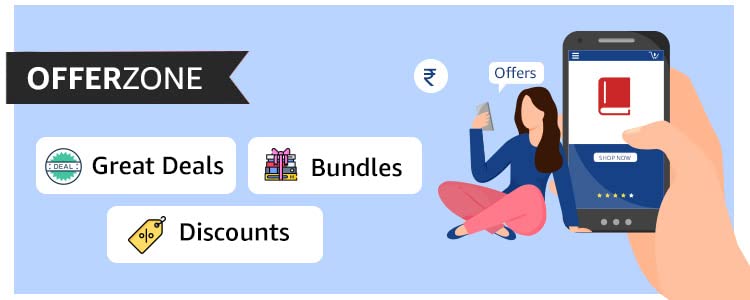 OFFERZONE
₹
Offers
DEAL
Great Deals
Bundles
SHOP NOW
%
Discounts